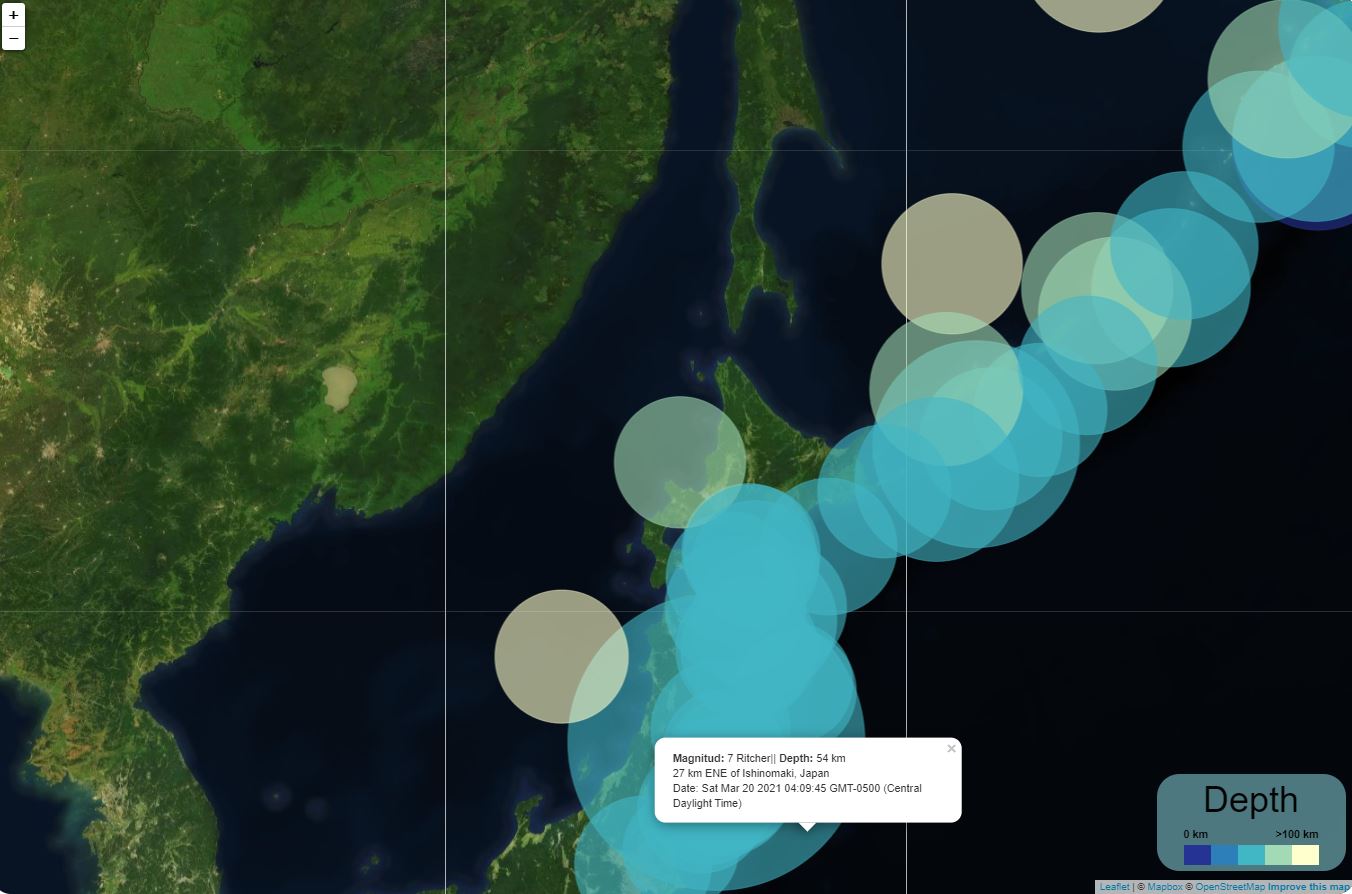 +
−
×
Magnitud: 7 Ritcher|| Depth: 54 km
27 km ENE of Ishinomaki, Japan
Date: Sat Mar 20 2021 04:09:45 GMT-0500 (Central
Daylight Time)
Depth
0 km >100 km
Leaflet | © Mapbox © OpenStreetMap Improve this map